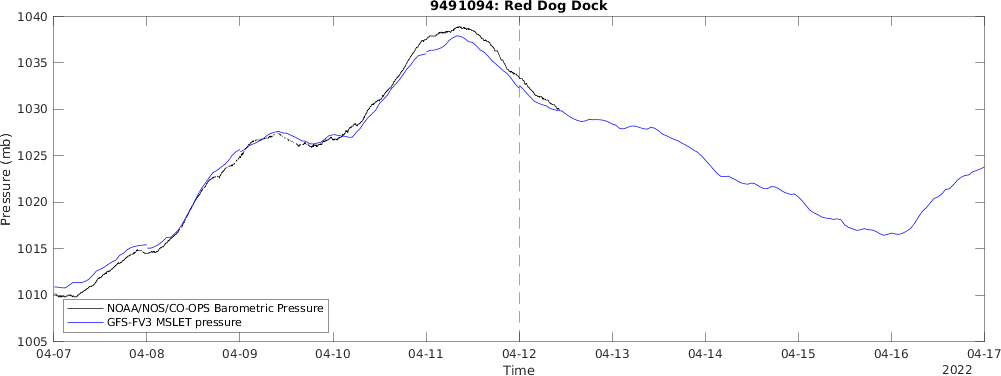 9491094: Red Dog Dock
Pressure (mb)
1040
1035
1030
1025
1020
1015
1010
1005
NOAA/NOS/CO-OPS Barometric Pressure
GFS-FV3 MSLET pressure
04-07 04-08 04-09 04-10 04-11 04-12 04-13 04-14 04-15 04-16 04-17
Time
2022